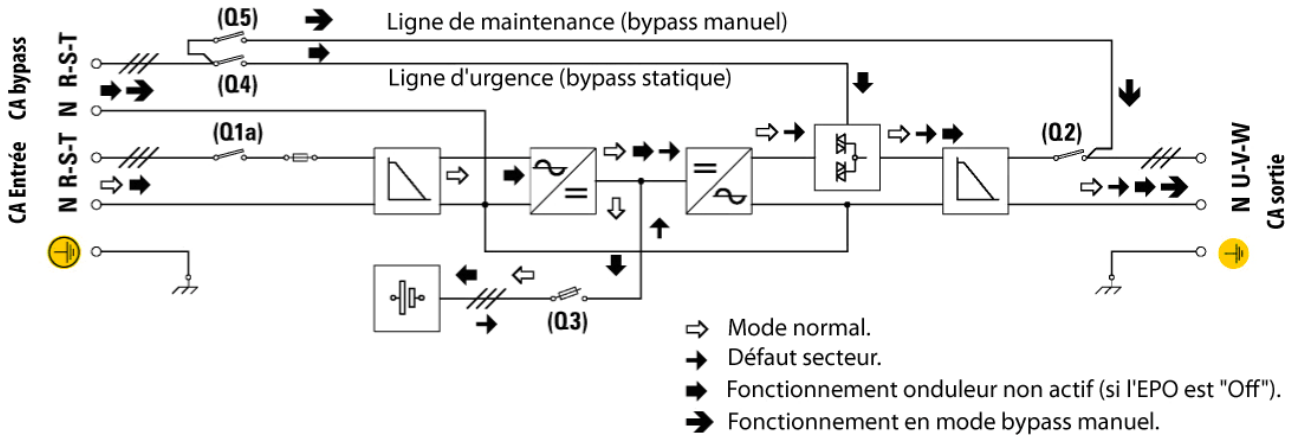 (Q5)
Ligne de maintenance (bypass manuel)
CA bypass
N R-S-T
(Q4)
Ligne d'urgence (bypass statique)
(Q1a)
(Q2)
CA Entrée
N R-S-T
N U-V-W
CA sortie
(Q3)
Mode normal.
Défaut secteur.
Fonctionnement onduleur non actif (si l'EPO est "Off").
Fonctionnement en mode bypass manuel.